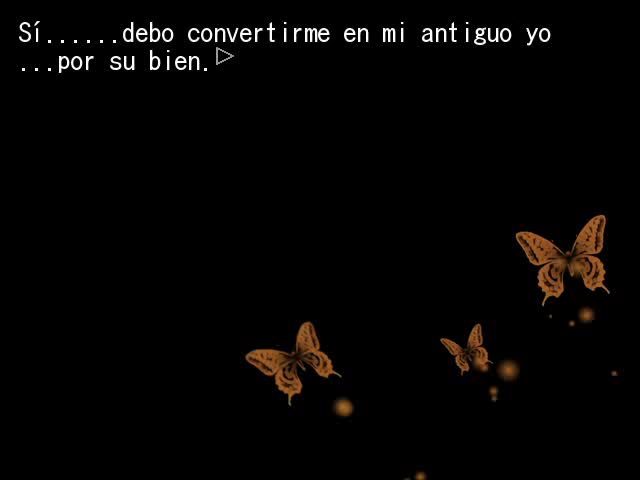 Sí......debo convertirme en mi antiguo yo
...por su bien.